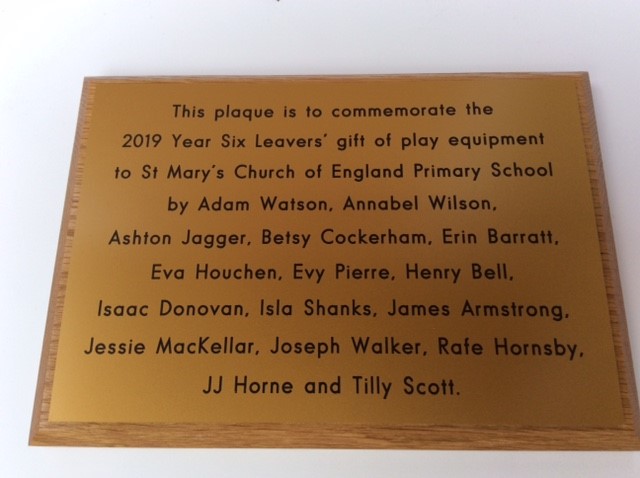 This plaque is to commemorate the
2019 Year Six Leavers' gift of play equipment
to St Mary's Church of England Primary School
by Adam Watson, Annabel Wilson,
Ashton Jagger, Betsy Cockerham, Erin Barratt,
Eva Houchen, Evy Pierre, Henry Bell,
Isaac Donovan, Isla Shanks, James Armstrong,
Jessie MacKellar, Joseph Walker, Rafe Hornsby,
JJ Horne and Tilly Scott.